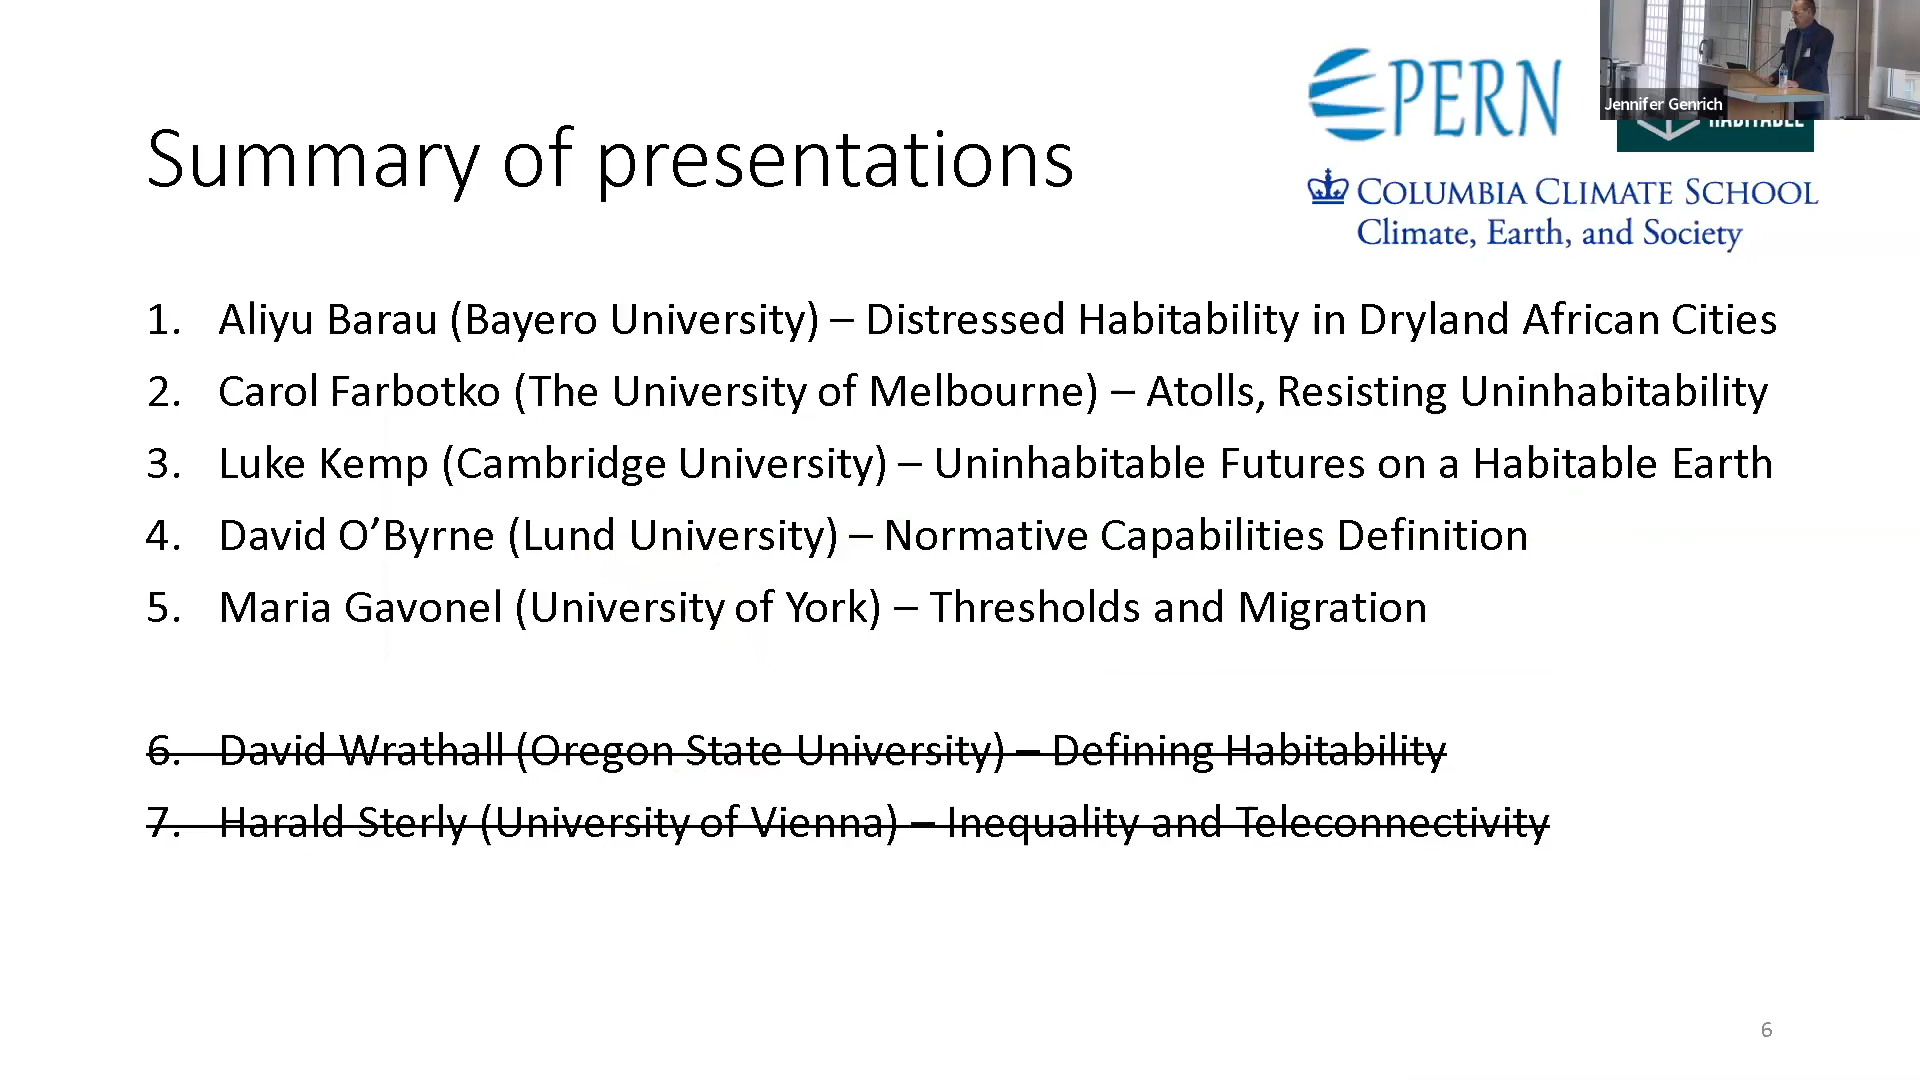 PERN
Jennifer Genrich
HABITABLE
Summary of presentations
COLUMBIA CLIMATE SCHOOL
Climate, Earth, and Society
1. Aliyu Barau (Bayero University) – Distressed Habitability in Dryland African Cities
2. Carol Farbotko (The University of Melbourne) – Atolls, Resisting Uninhabitability
3. Luke Kemp (Cambridge University) – Uninhabitable Futures on a Habitable Earth
4. David O’Byrne (Lund University) – Normative Capabilities Definition
5. Maria Gavonel (University of York) – Thresholds and Migration
6. David Wrathall (Oregon State University) – Defining Habitability
7. Harald Sterly (University of Vienna) – Inequality and Teleconnectivity
6